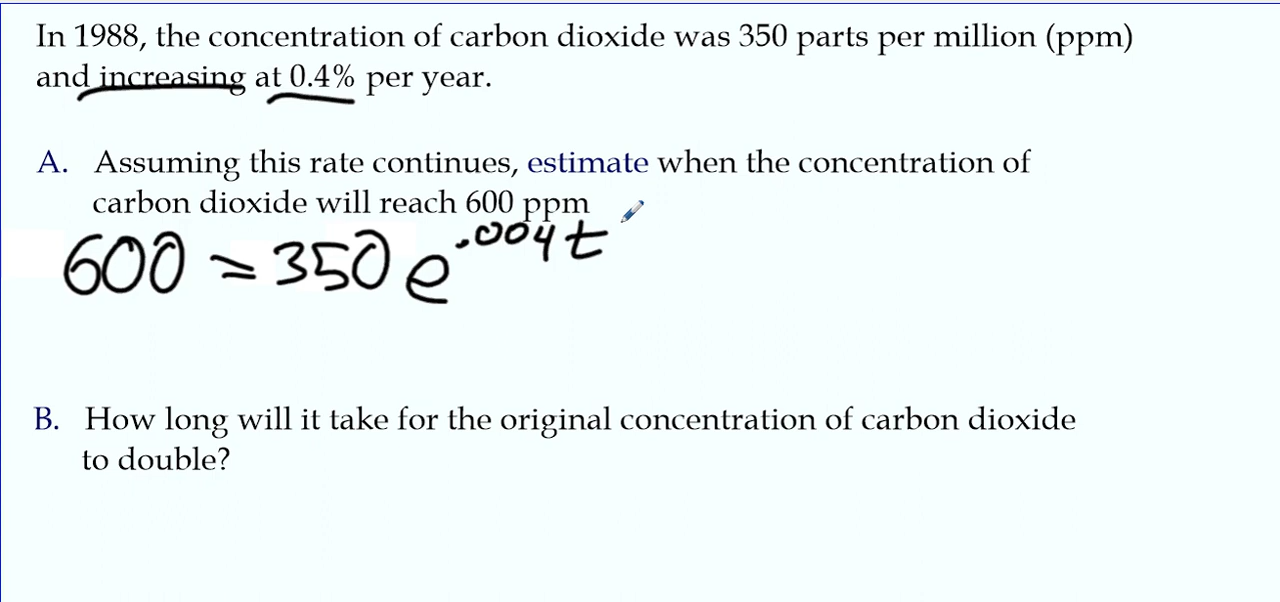 In 1988, the concentration of carbon dioxide was 350 parts per million (ppm)
and increasing at 0.4% per year.
A. Assuming this rate continues, estimate when the concentration of
carbon dioxide will reach 600 ppm
600 = 350 e^.004t
B. How long will it take for the original concentration of carbon dioxide
to double?